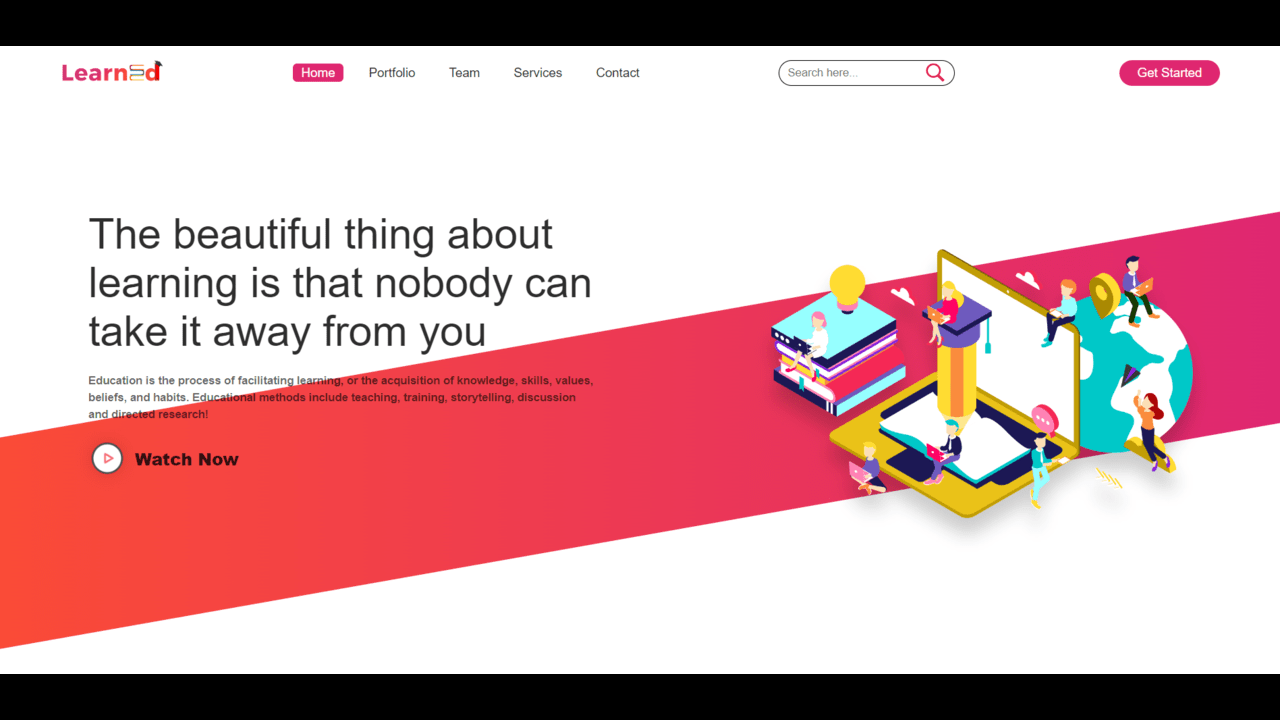 LearnEd
Home Portfolio Team Services Contact
Search here...
Get Started
The beautiful thing about
learning is that nobody can
take it away from you
Education is the process of facilitating learning, or the acquisition of knowledge, skills, values,
beliefs, and habits. Educational methods include teaching, training, storytelling, discussion
and directed research!
Watch Now